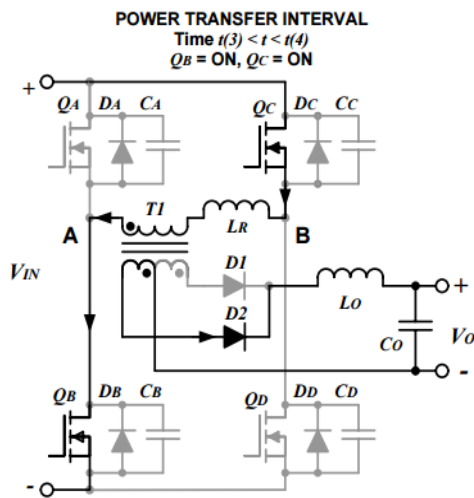 POWER TRANSFER INTERVAL
Time t(3) < t < t(4)
QB = ON, QC = ON
+
QA DA CA QC DC CC
T1 LR
A B
VIN
D1
D2 LO + VO
CO -
QB DB CB QD DD CD
-